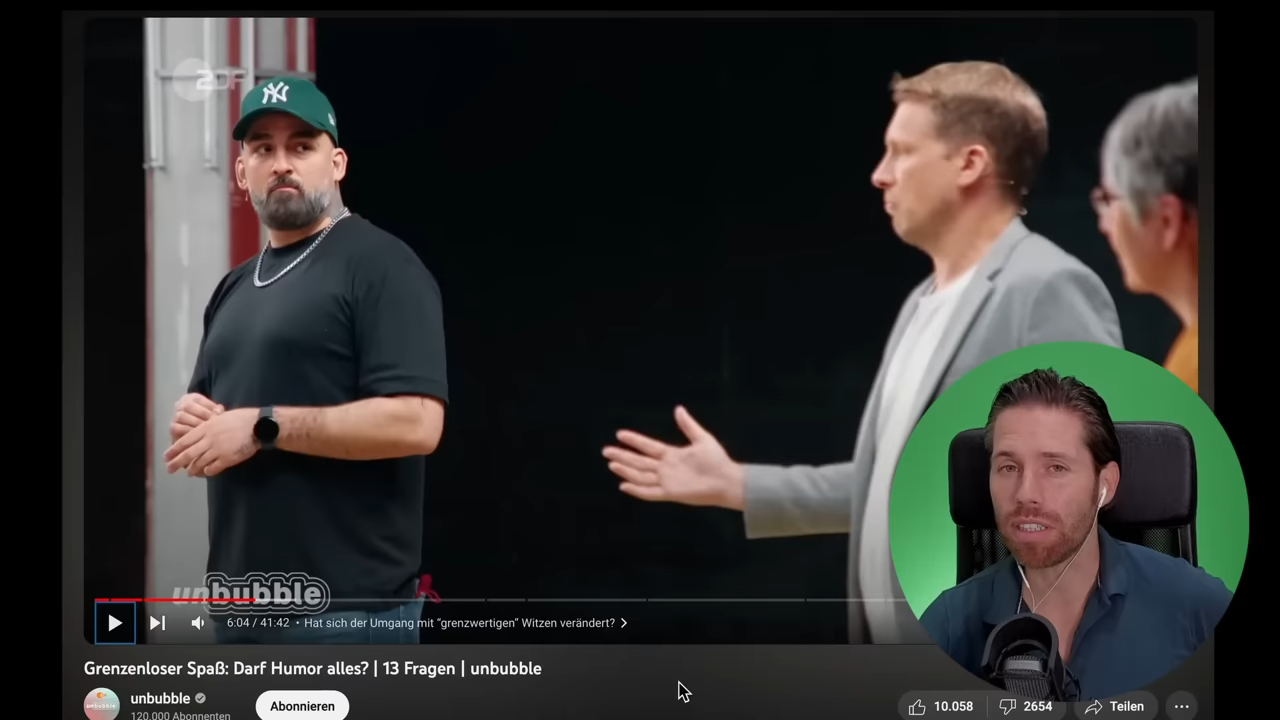 ZDF
NY
unbubble
6:04 / 41:42 • Hat sich der Umgang mit “grenzwertigen” Witzen verändert?
Grenzenloser Spaß: Darf Humor alles? | 13 Fragen | unbubble
unbubble
120.000 Abonnenten
Abonnieren
10.058
2654
Teilen